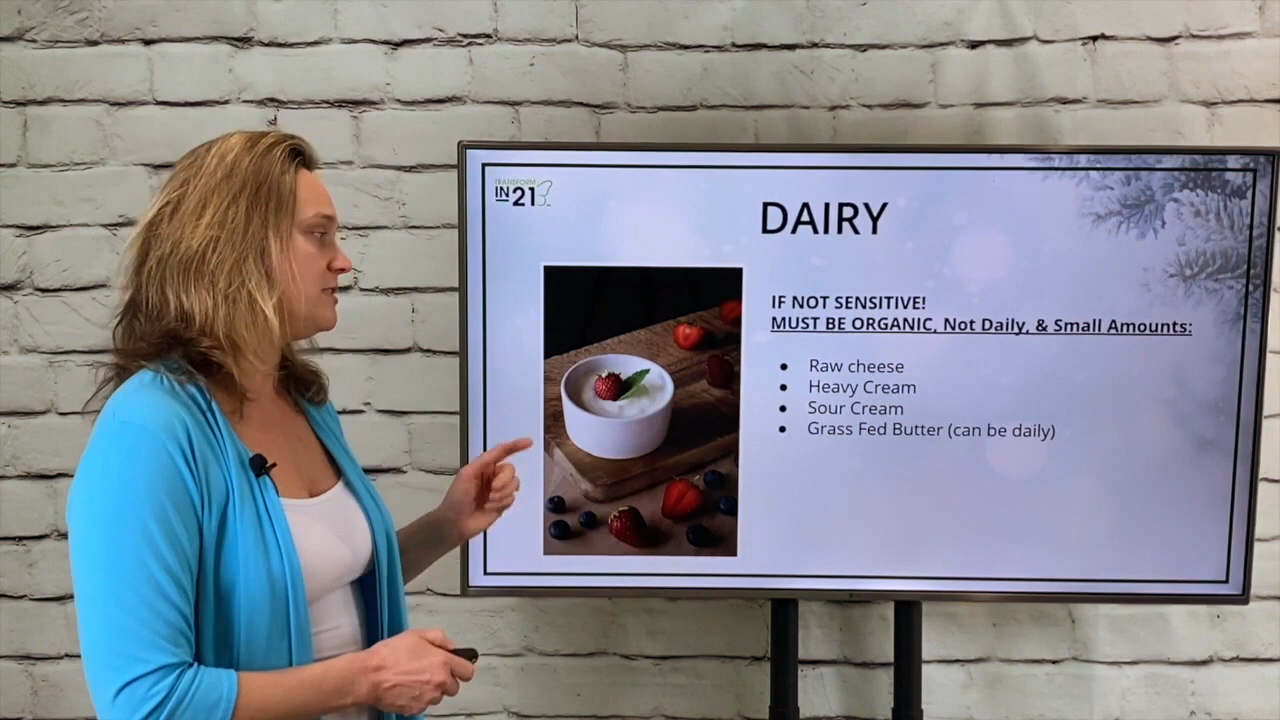 TRANSFORM
IN 21
DAIRY
IF NOT SENSITIVE!
MUST BE ORGANIC, Not Daily, & Small Amounts:
● Raw cheese
● Heavy Cream
● Sour Cream
● Grass Fed Butter (can be daily)